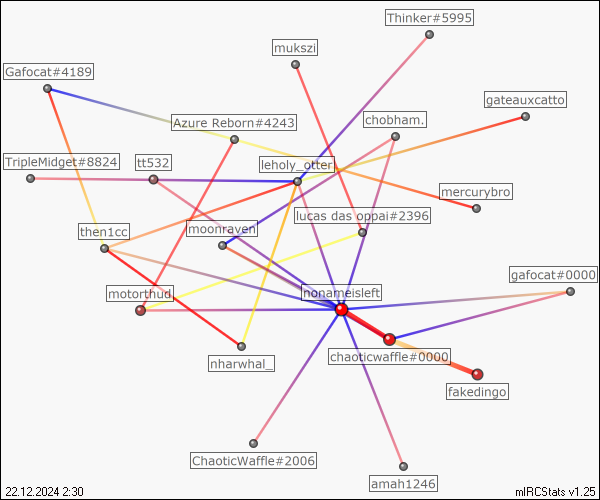 Thinker#5995
mukszi
Gafocat#4189
gateauxcatto
Azure Reborn#4243
chobham.
TripleMidget#8824
tt532
leholy_otter
mercurybro
lucas das oppai#2396
then1cc
moonraven
gafocat#0000
motorthud
nonameisleft
nharwhal_
chaoticwaffle#0000
fakedingo
ChaoticWaffle#2006
amah1246
22.12.2024 2:30
mIRCStats v1.25